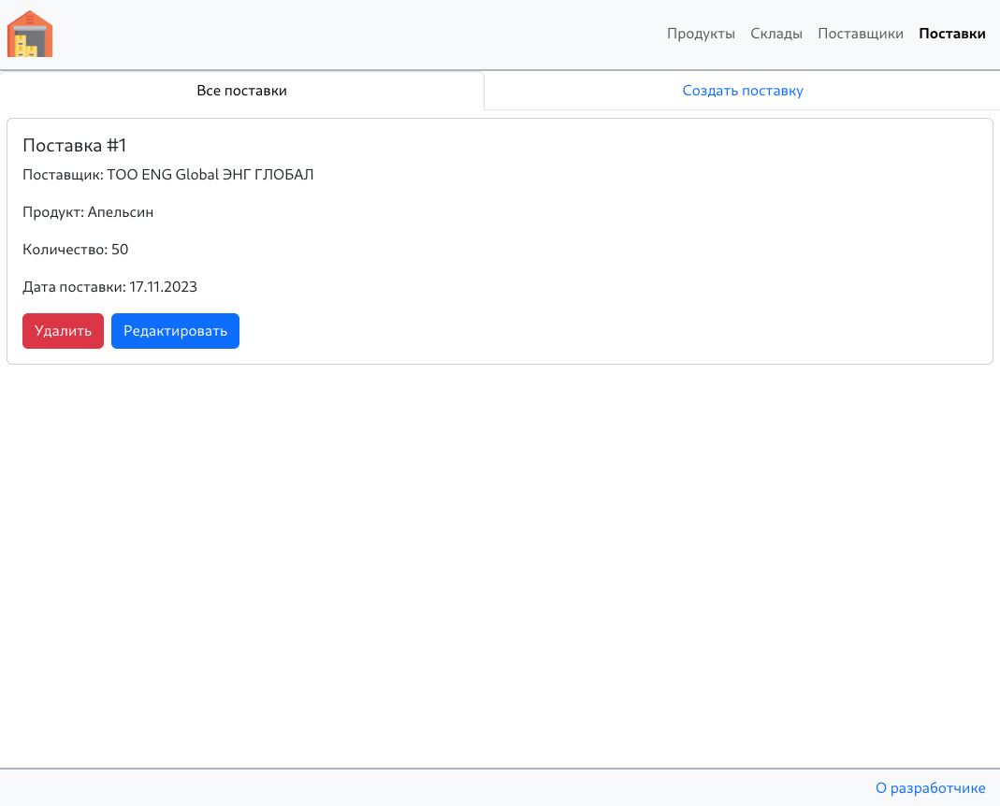 Продукты Склады Поставщики Поставки
Все поставки Создать поставку
Поставка #1
Поставщик: ТОО ENG Global ЭНГ ГЛОБАЛ
Продукт: Апельсин
Количество: 50
Дата поставки: 17.11.2023
Удалить Редактировать
О разработчике